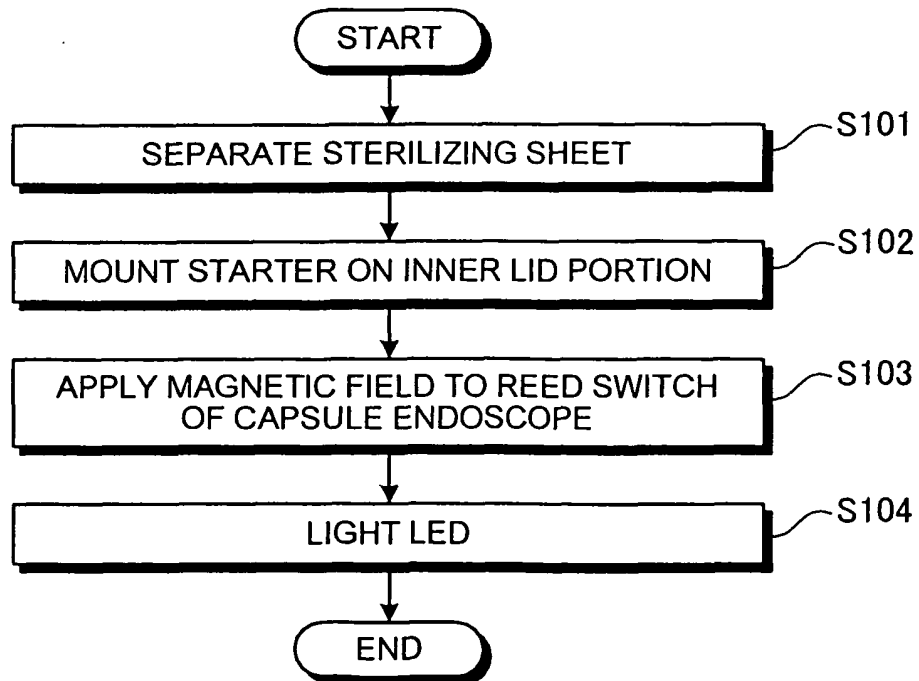 START
SEPARATE STERILIZING SHEET
S101
MOUNT STARTER ON INNER LID PORTION
S102
APPLY MAGNETIC FIELD TO REED SWITCH
OF CAPSULE ENDOSCOPE
S103
LIGHT LED
S104
END